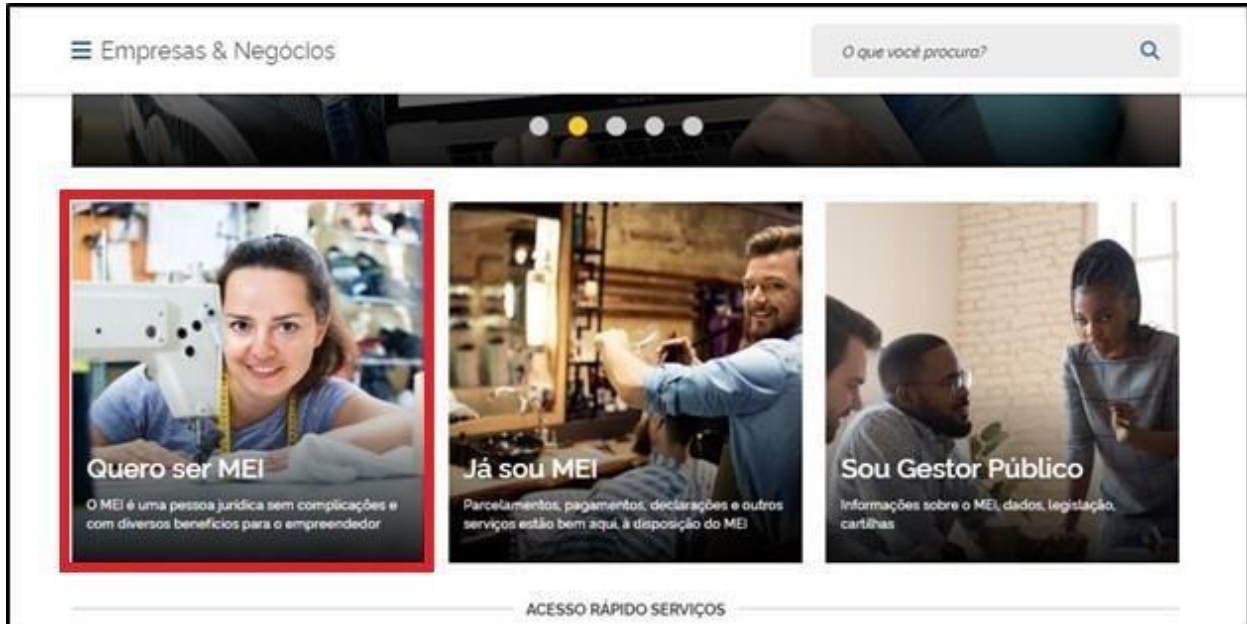 Empresas & Negócios
O que você procura?
Quero ser MEI
O MEI é uma pessoa jurídica sem complicações e
com diversos benefícios para o empreendedor
Já sou MEI
Parcelamentos, pagamentos, declarações e outros
serviços estão bem aqui, à disposição do MEI
Sou Gestor Público
Informações sobre o MEI, dados, legislação,
cartilhas
ACESSO RÁPIDO SERVIÇOS